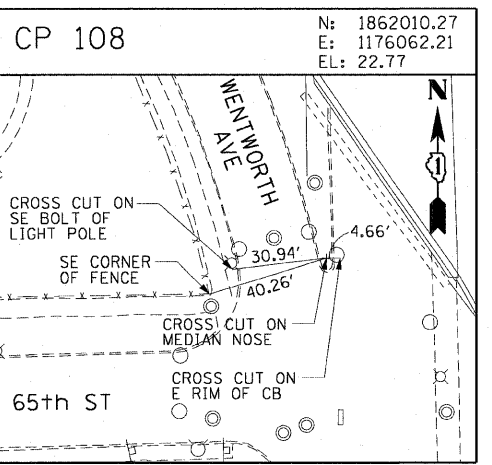 CP 108
N: 1862010.27
E: 1176062.21
EL: 22.77
N
1
WENTWORTH
AVE
CROSS CUT ON
SE BOLT OF
LIGHT POLE
4.66'
30.94'
SE CORNER
OF FENCE
40.26'
CROSS CUT ON
MEDIAN NOSE
CROSS CUT ON
E RIM OF CB
65th ST